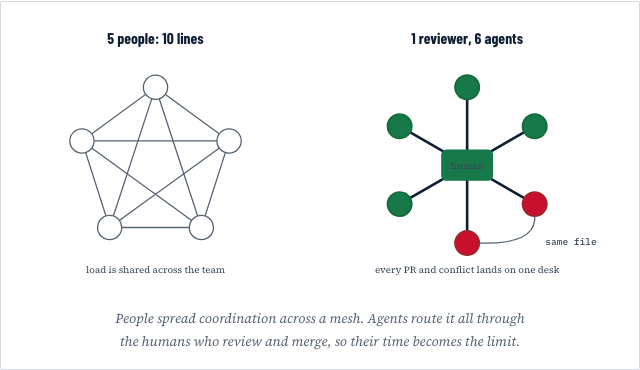 5 people: 10 lines
1 reviewer, 6 agents
human
same file
load is shared across the team
every PR and conflict lands on one desk
People spread coordination across a mesh. Agents route it all through
the humans who review and merge, so their time becomes the limit.